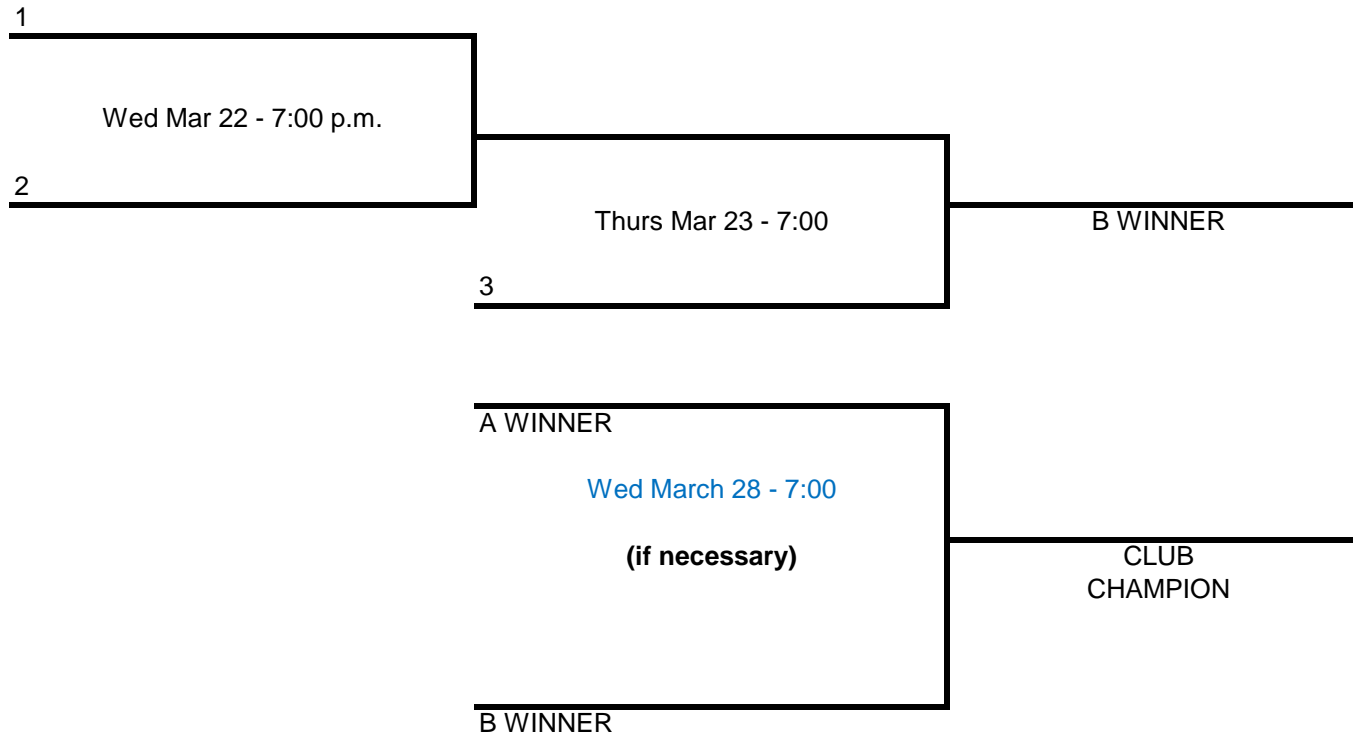 1
Wed Mar 22 - 7:00 p.m.
2
Thurs Mar 23 - 7:00
B WINNER
3
A WINNER
Wed March 28 - 7:00
(if necessary)
CLUB
CHAMPION
B WINNER